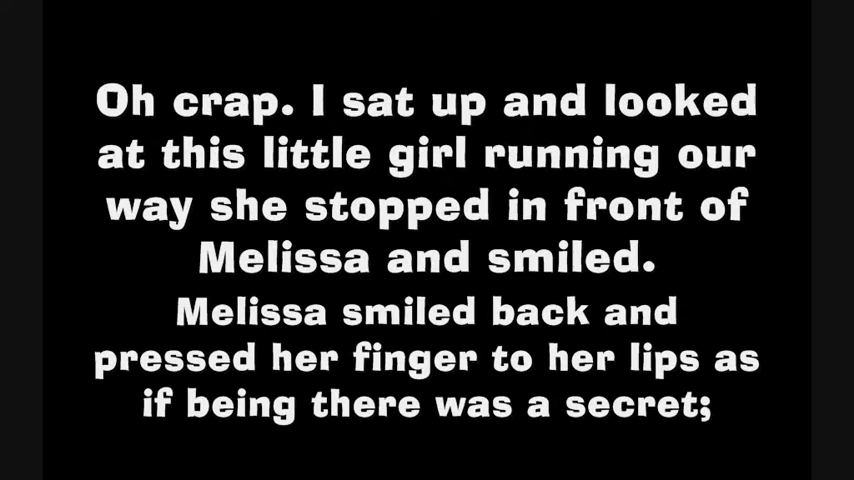 Oh crap. I sat up and looked
at this little girl running our
way she stopped in front of
Melissa and smiled.
Melissa smiled back and
pressed her finger to her lips as
if being there was a secret;